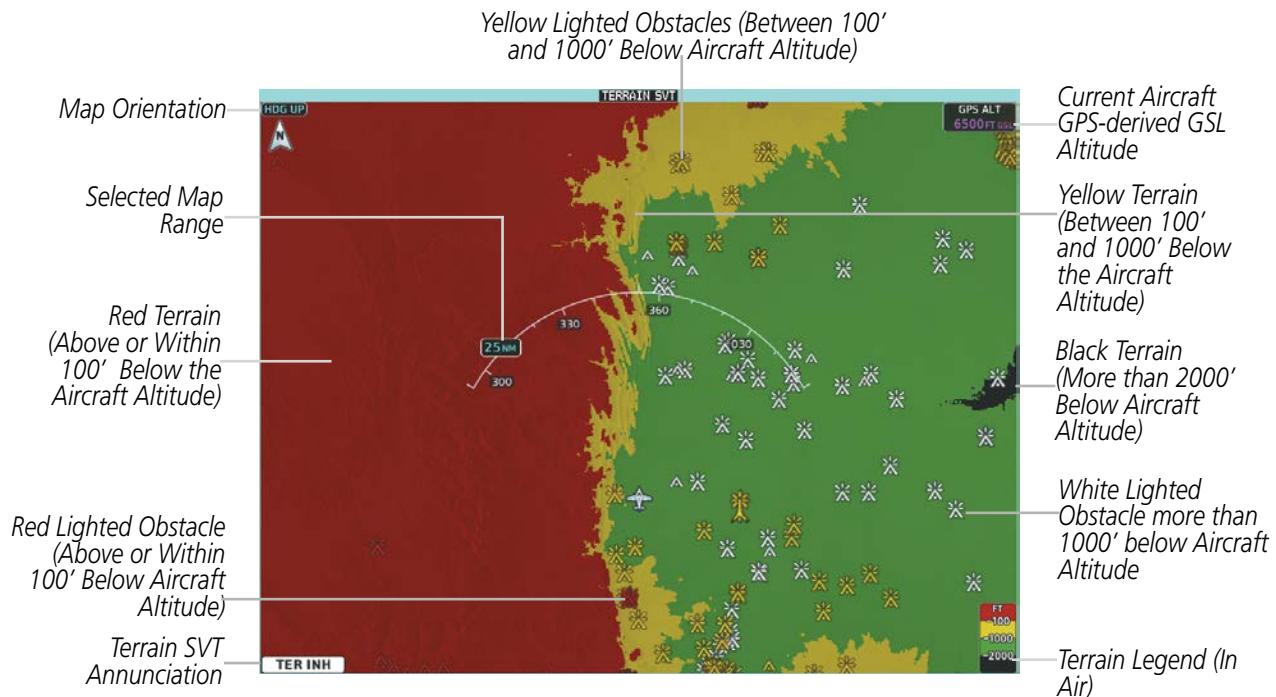 Yellow Lighted Obstacles (Between 100’
and 1000’ Below Aircraft Altitude)
Map Orientation
Selected Map
Range
Red Terrain
(Above or Within
100’ Below the
Aircraft Altitude)
Red Lighted Obstacle
(Above or Within
100’ Below Aircraft
Altitude)
Terrain SVT
Annunciation
TERRAIN SVT
HDG UP
N
GPS ALT
6500FT GSL
25NM
300
330
360
030
TER INH
FT
-100
-1000
-2000
Current Aircraft
GPS-derived GSL
Altitude
Yellow Terrain
(Between 100’
and 1000’ Below
the Aircraft
Altitude)
Black Terrain
(More than 2000’
Below Aircraft
Altitude)
White Lighted
Obstacle more than
1000’ below Aircraft
Altitude
Terrain Legend (In
Air)